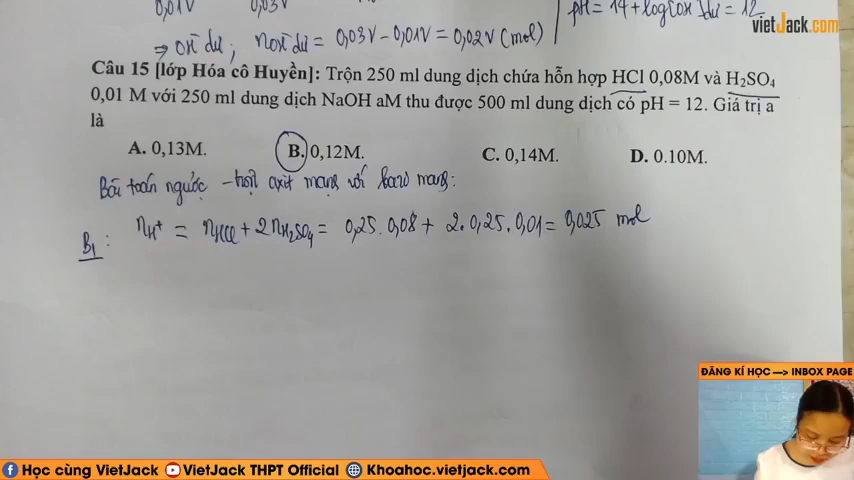 0,01V 0,03V
⇒ OH⁻ dư ; nOH⁻ dư = 0,03V - 0,01V = 0,02V (mol)
pH = 14 + log[OH⁻]dư = 12
vietJack.com
Câu 15 [lớp Hóa cô Huyền]: Trộn 250 ml dung dịch chứa hỗn hợp HCl 0,08M và H₂SO₄
0,01 M với 250 ml dung dịch NaOH aM thu được 500 ml dung dịch có pH = 12. Giá trị a
là
A. 0,13M. B. 0,12M. C. 0,14M. D. 0.10M.
Bài toán ngược - trộn axit mạnh với bazơ mạnh:
B1 : nH⁺ = nHCl + 2nH₂SO₄ = 0,25 . 0,08 + 2 . 0,25 . 0,01 = 0,025 mol
ĐĂNG KÍ HỌC —> INBOX PAGE
Học cùng VietJack VietJack THPT Official Khoahoc.vietjack.com